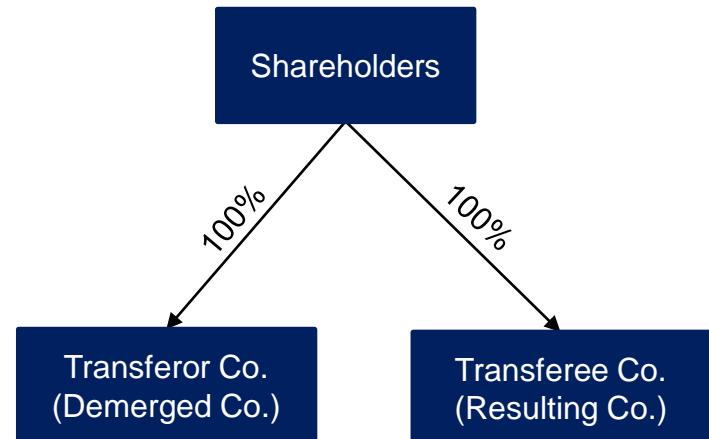 Shareholders
100%
100%
Transferor Co.
(Demerged Co.)
Transferee Co.
(Resulting Co.)